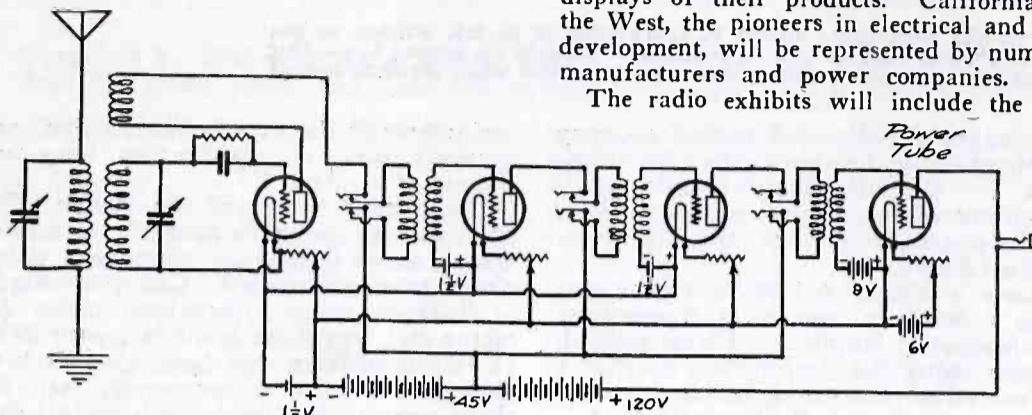 displays of their products. California
the West, the pioneers in electrical and
development, will be represented by
manufacturers and power companies.
The radio exhibits will include the
Power
Tube
- +
1½V
- +
1½V
- +
9V
- +
6V
- +
1½V
- +45V
+120V